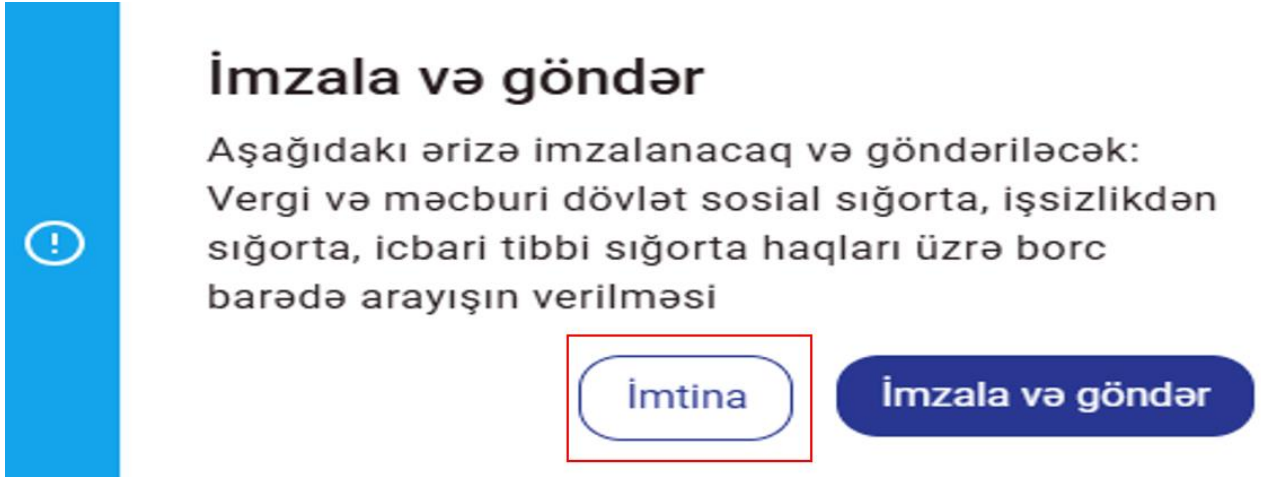 İmzala və göndər
Aşağıdakı ərizə imzalanacaq və göndəriləcək:
Vergi və məcburi dövlət sosial sığorta, işsizlikdən
sığorta, icbari tibbi sığorta haqları üzrə borc
barədə arayışın verilməsi
İmtina
İmzala və göndər